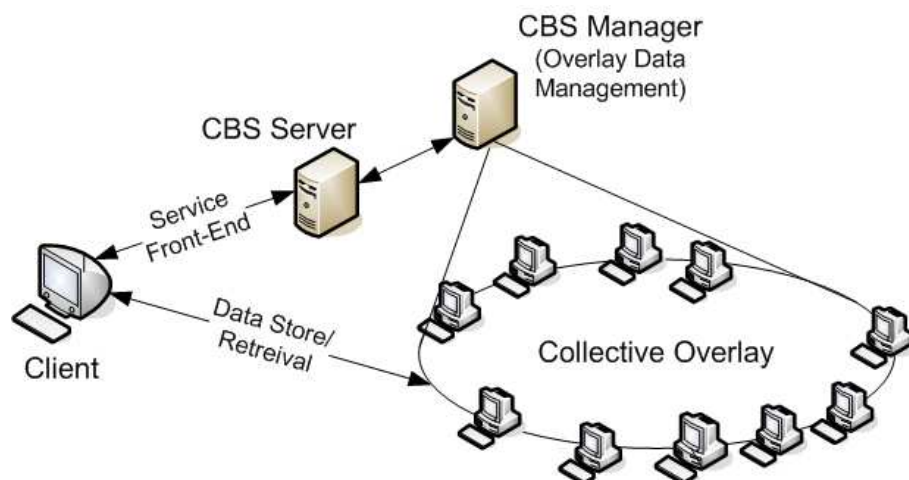 CBS Manager
(Overlay Data
Management)
CBS Server
Service
Front-End
Data Store/
Retreival
Client
Collective Overlay